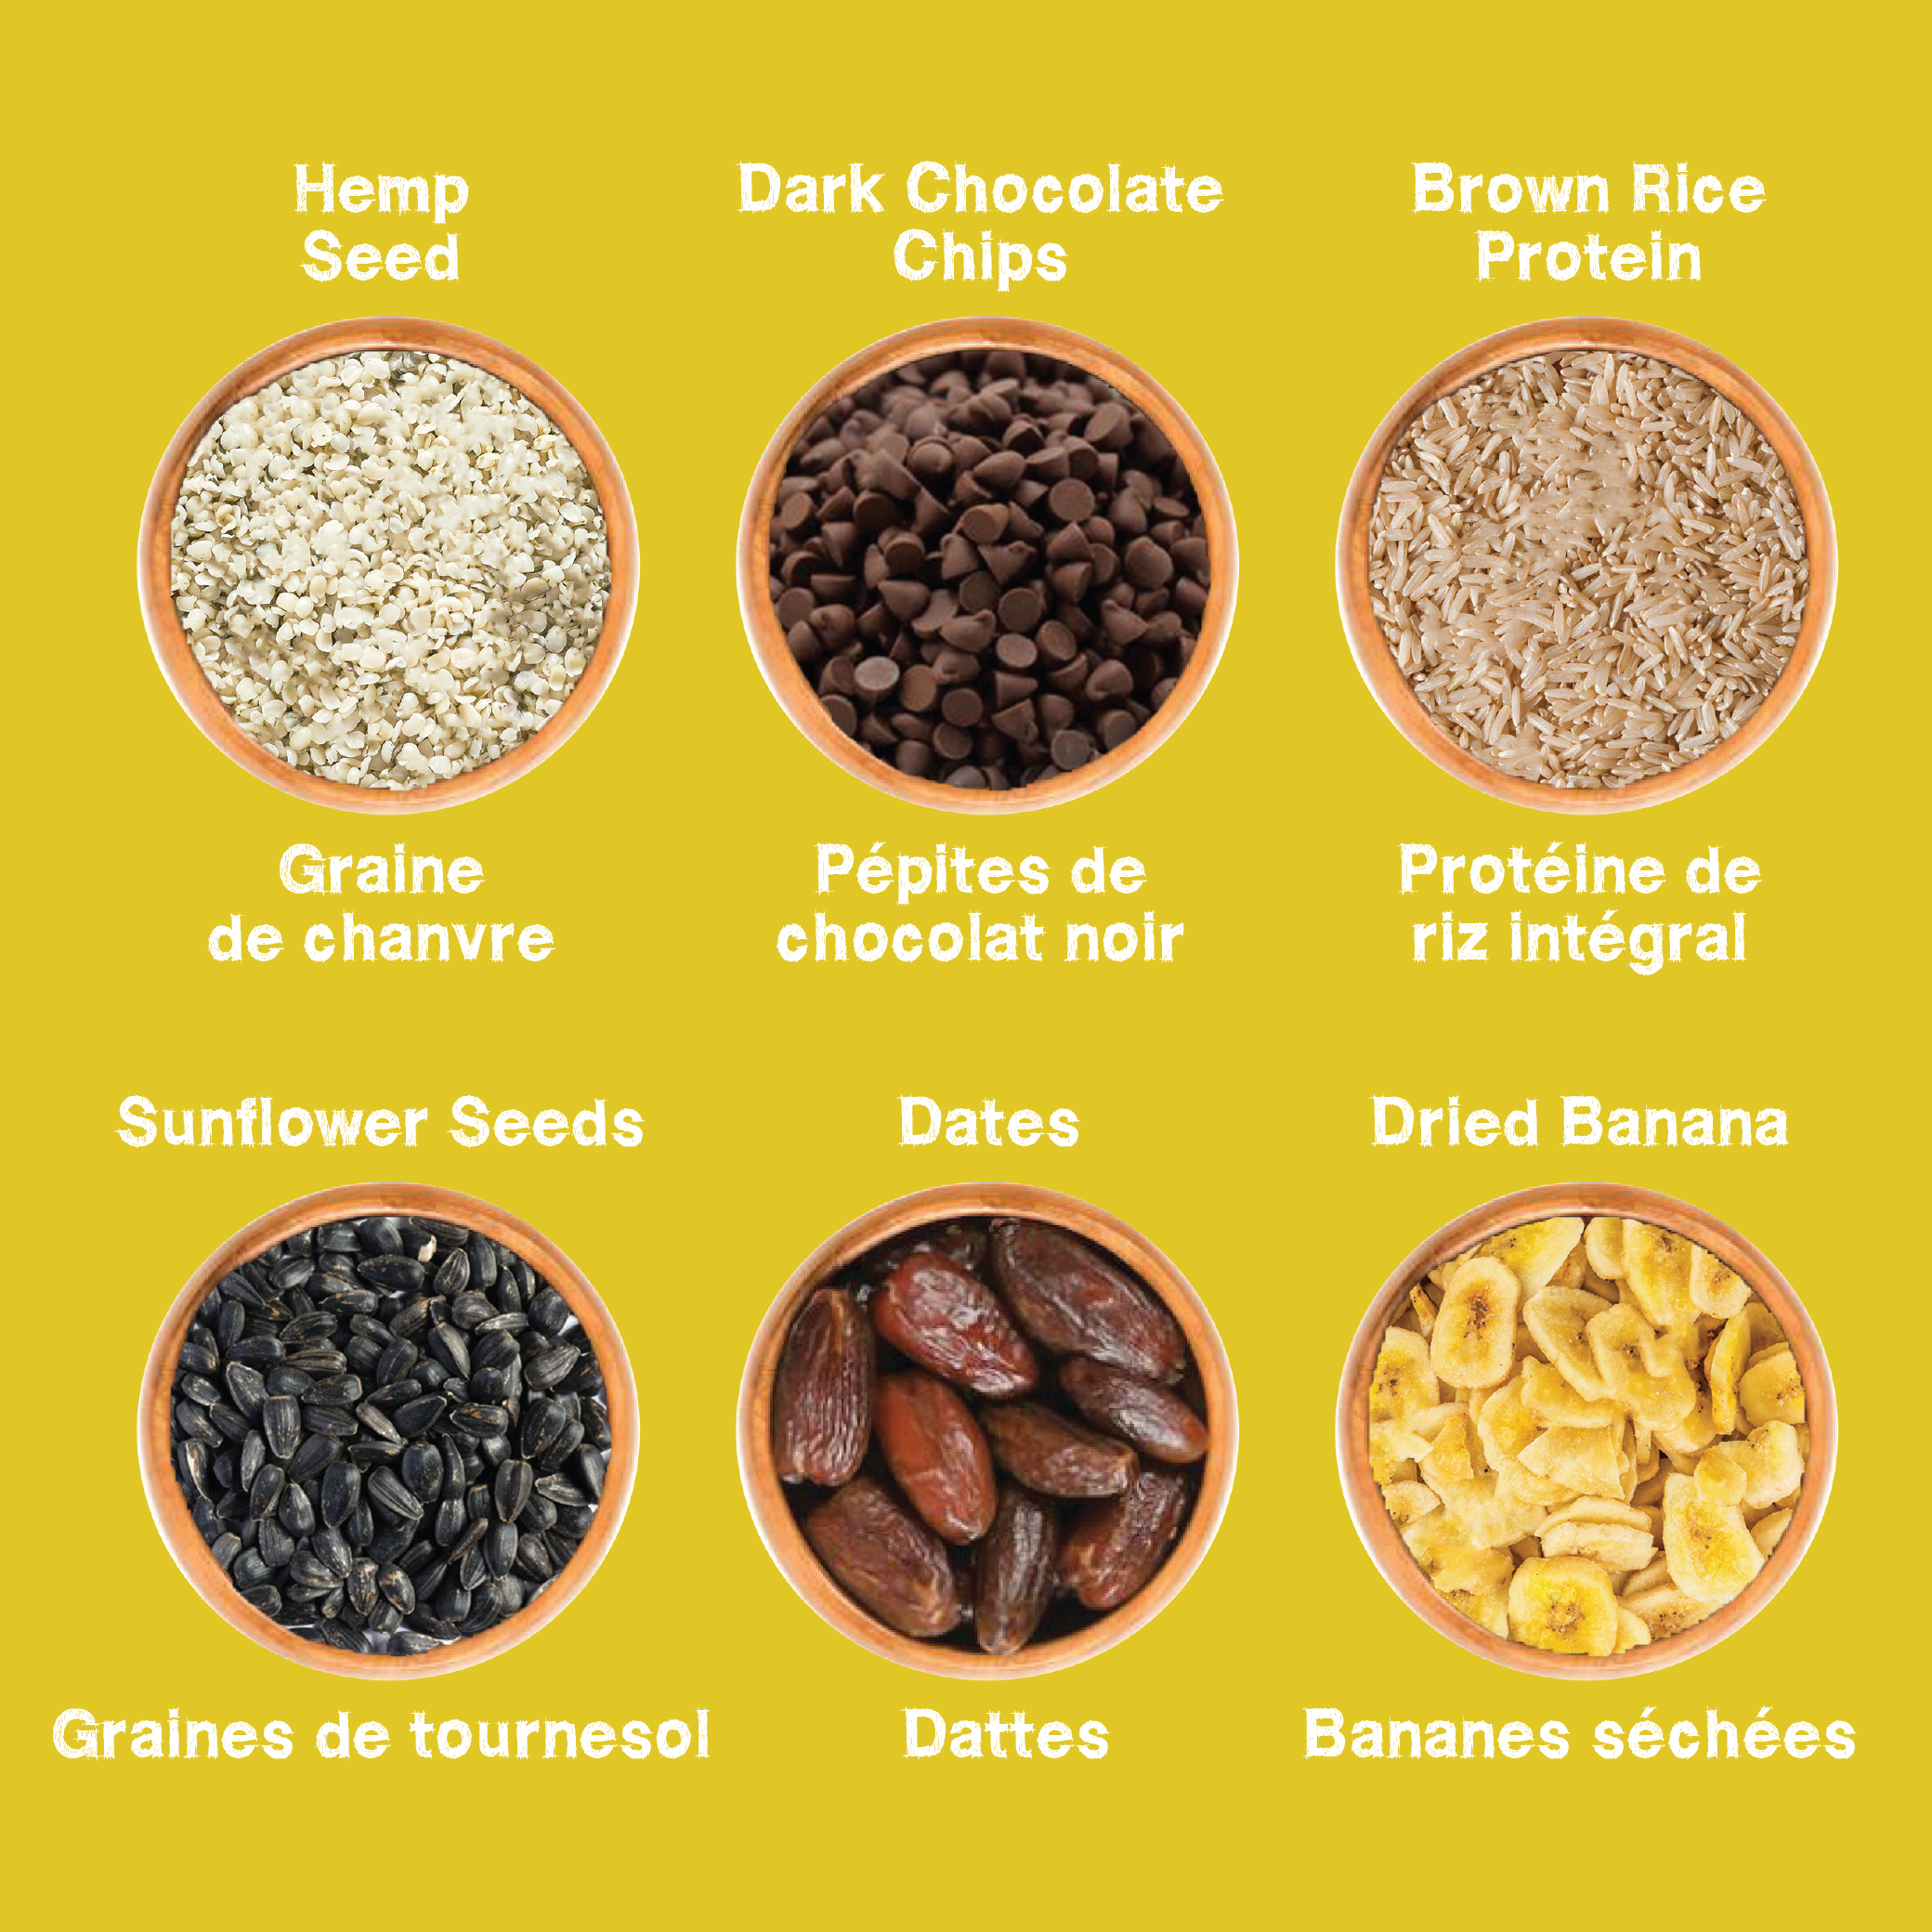 Hemp
Seed
Dark Chocolate
Chips
Brown Rice
Protein
Graine
de chanvre
Pépites de
chocolat noir
Protéine de
riz intégral
Sunflower Seeds
Dates
Dried Banana
Graines de tournesol
Dattes
Bananes séchées